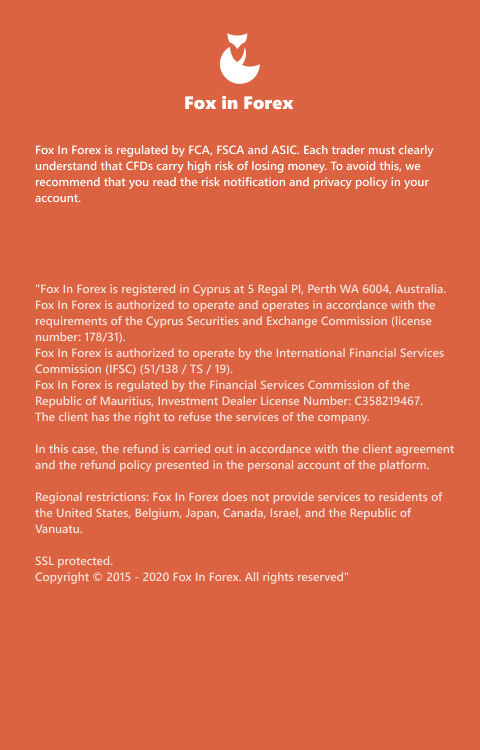 Fox in Forex
Fox In Forex is regulated by FCA, FSCA and ASIC. Each trader must clearly
understand that CFDs carry high risk of losing money. To avoid this, we
recommend that you read the risk notification and privacy policy in your
account.
"Fox In Forex is registered in Cyprus at 5 Regal Pl, Perth WA 6004, Australia.
Fox In Forex is authorized to operate and operates in accordance with the
requirements of the Cyprus Securities and Exchange Commission (license
number: 178/31).
Fox In Forex is authorized to operate by the International Financial Services
Commission (IFSC) (51/138 / TS / 19).
Fox In Forex is regulated by the Financial Services Commission of the
Republic of Mauritius, Investment Dealer License Number: C358219467.
The client has the right to refuse the services of the company.
In this case, the refund is carried out in accordance with the client agreement
and the refund policy presented in the personal account of the platform.
Regional restrictions: Fox In Forex does not provide services to residents of
the United States, Belgium, Japan, Canada, Israel, and the Republic of
Vanuatu.
SSL protected.
Copyright © 2015 - 2020 Fox In Forex. All rights reserved"